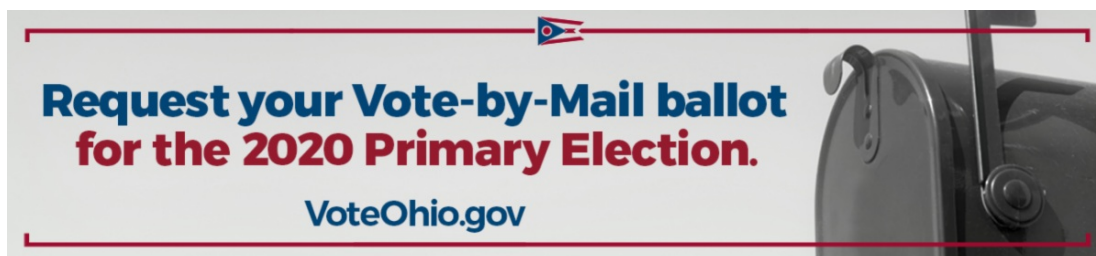 Request your Vote-by-Mail ballot
for the 2020 Primary Election.
VoteOhio.gov